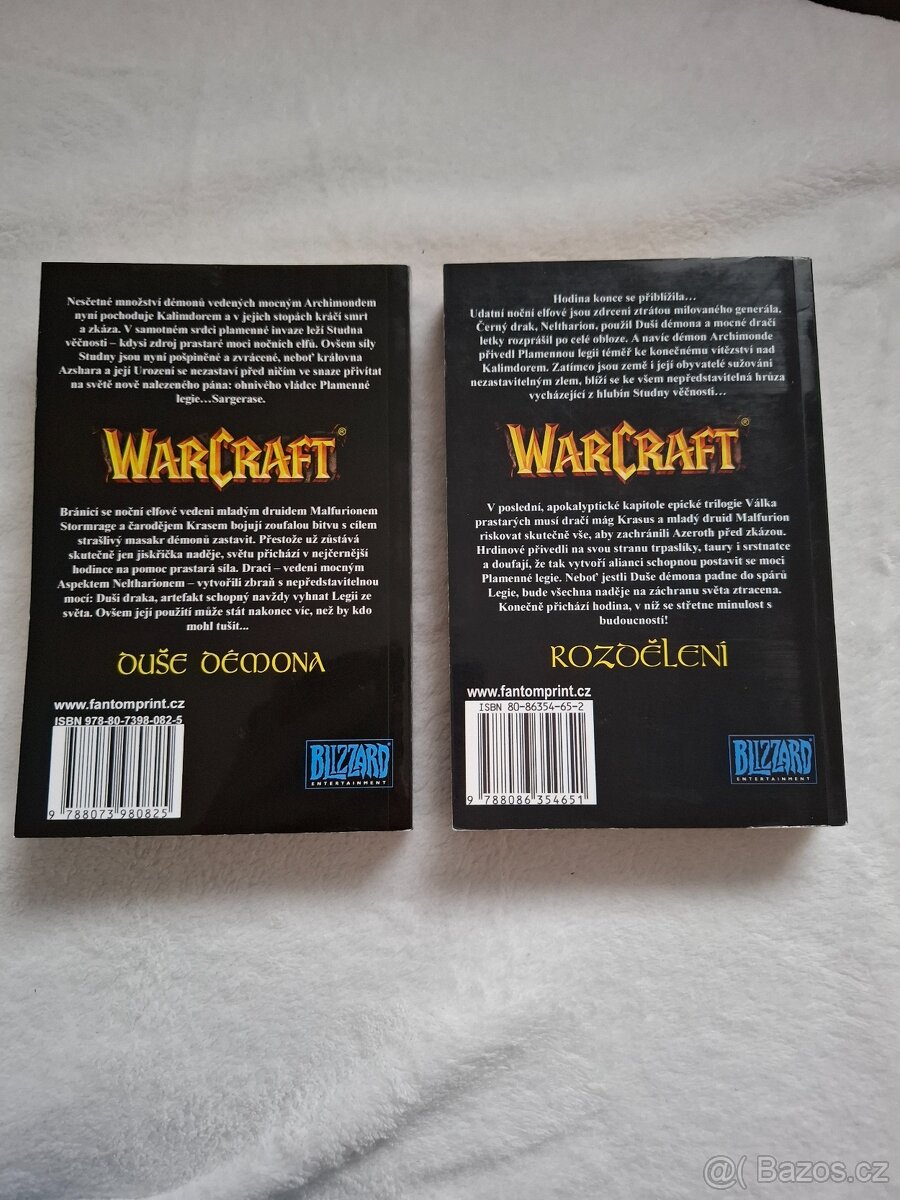 Nesčetné množství démonů vedených mocným Archimondem
nyní pochoduje Kalimdorem a v jejich stopách kráčí smrt
a zkáza. V samotném srdci plamenné invaze leží Studna
věčnosti – kdysi zdroj prastaré moci nočních elfů. Ovšem síly
Studny jsou nyní pošpiněné a zvrácené, neboť královna
Azshara a její Urození se nezastaví před ničím ve snaze přivítat
na světě nově nalezeného pána: ohnivého vládce Plamenné
legie…Sargerase.
WARCRAFT®
Bránící se noční elfové vedeni mladým druidem Malfurionem
Stormrage a čarodějem Krasem bojují zoufalou bitvu s cílem
strašlivý masakr démonů zastavit. Přestože už zůstává
skutečně jen jiskřička naděje, světu přichází v nejčernější
hodince na pomoc prastará síla. Draci – vedeni mocným
Aspektem Neltharionem – vytvořili zbraň s nepředstavitelnou
mocí: Duší draka, artefakt schopný navždy vyhnat Legii ze
světa. Ovšem její použití může stát nakonec víc, než by kdo
mohl tušit...
DUŠE DÉMONA
www.fantomprint.cz
ISBN 978-80-7398-082-5
9 788073 980825
BLIZZARD®
ENTERTAINMENT
Hodina konce se přiblížila…
Udatní noční elfové jsou zdrceni ztrátou milovaného generála.
Černý drak, Neltharion, použil Duši démona a mocné dračí
letky rozprášil po celé obloze. A navíc démon Archimonde
přivedl Plamennou legii téměř ke konečnému vítězství nad
Kalimdorem. Zatímco jsou země i její obyvatelé sužování
nezastavitelným zlem, blíží se ke všem nepředstavitelná hrůza
vycházející z hlubin Studny věčnosti…
WARCRAFT®
V poslední, apokalyptické kapitole epické trilogie Válka
prastarých musí dračí mág Krasus a mladý druid Malfurion
riskovat skutečně vše, aby zachránili Azeroth před zkázou.
Hrdinové přivedli na svou stranu trpaslíky, taury i srstnatce
a doufají, že tak vytvoří alianci schopnou postavit se moci
Plamenné legie. Neboť jestli Duše démona padne do spárů
Legie, bude všechna naděje na záchranu světa ztracena.
Konečně přichází hodina, v níž se střetne minulost s
budoucností!
ROZDĚLENÍ
www.fantomprint.cz
ISBN 80-86354-65-2
9 788086 354651
BLIZZARD®
ENTERTAINMENT
@( Bazos.cz